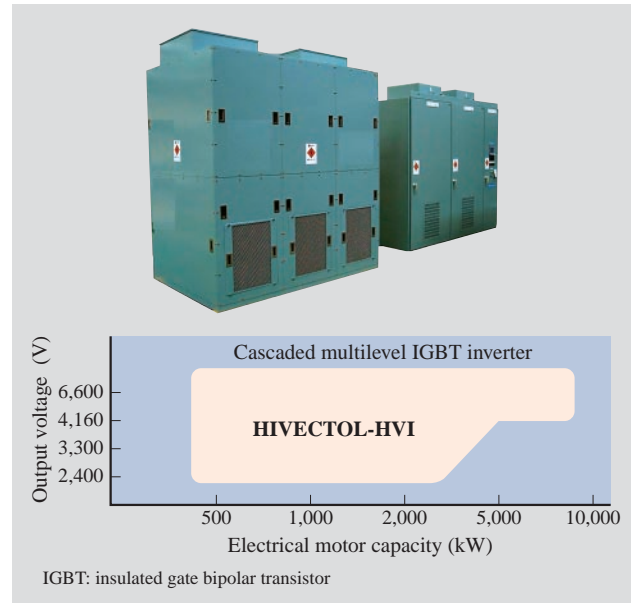 Output voltage (V)
Cascaded multilevel IGBT inverter
6,600
4,160
3,300
2,400
HIVECTOL-HVI
500 1,000 2,000 5,000 10,000
Electrical motor capacity (kW)
IGBT: insulated gate bipolar transistor